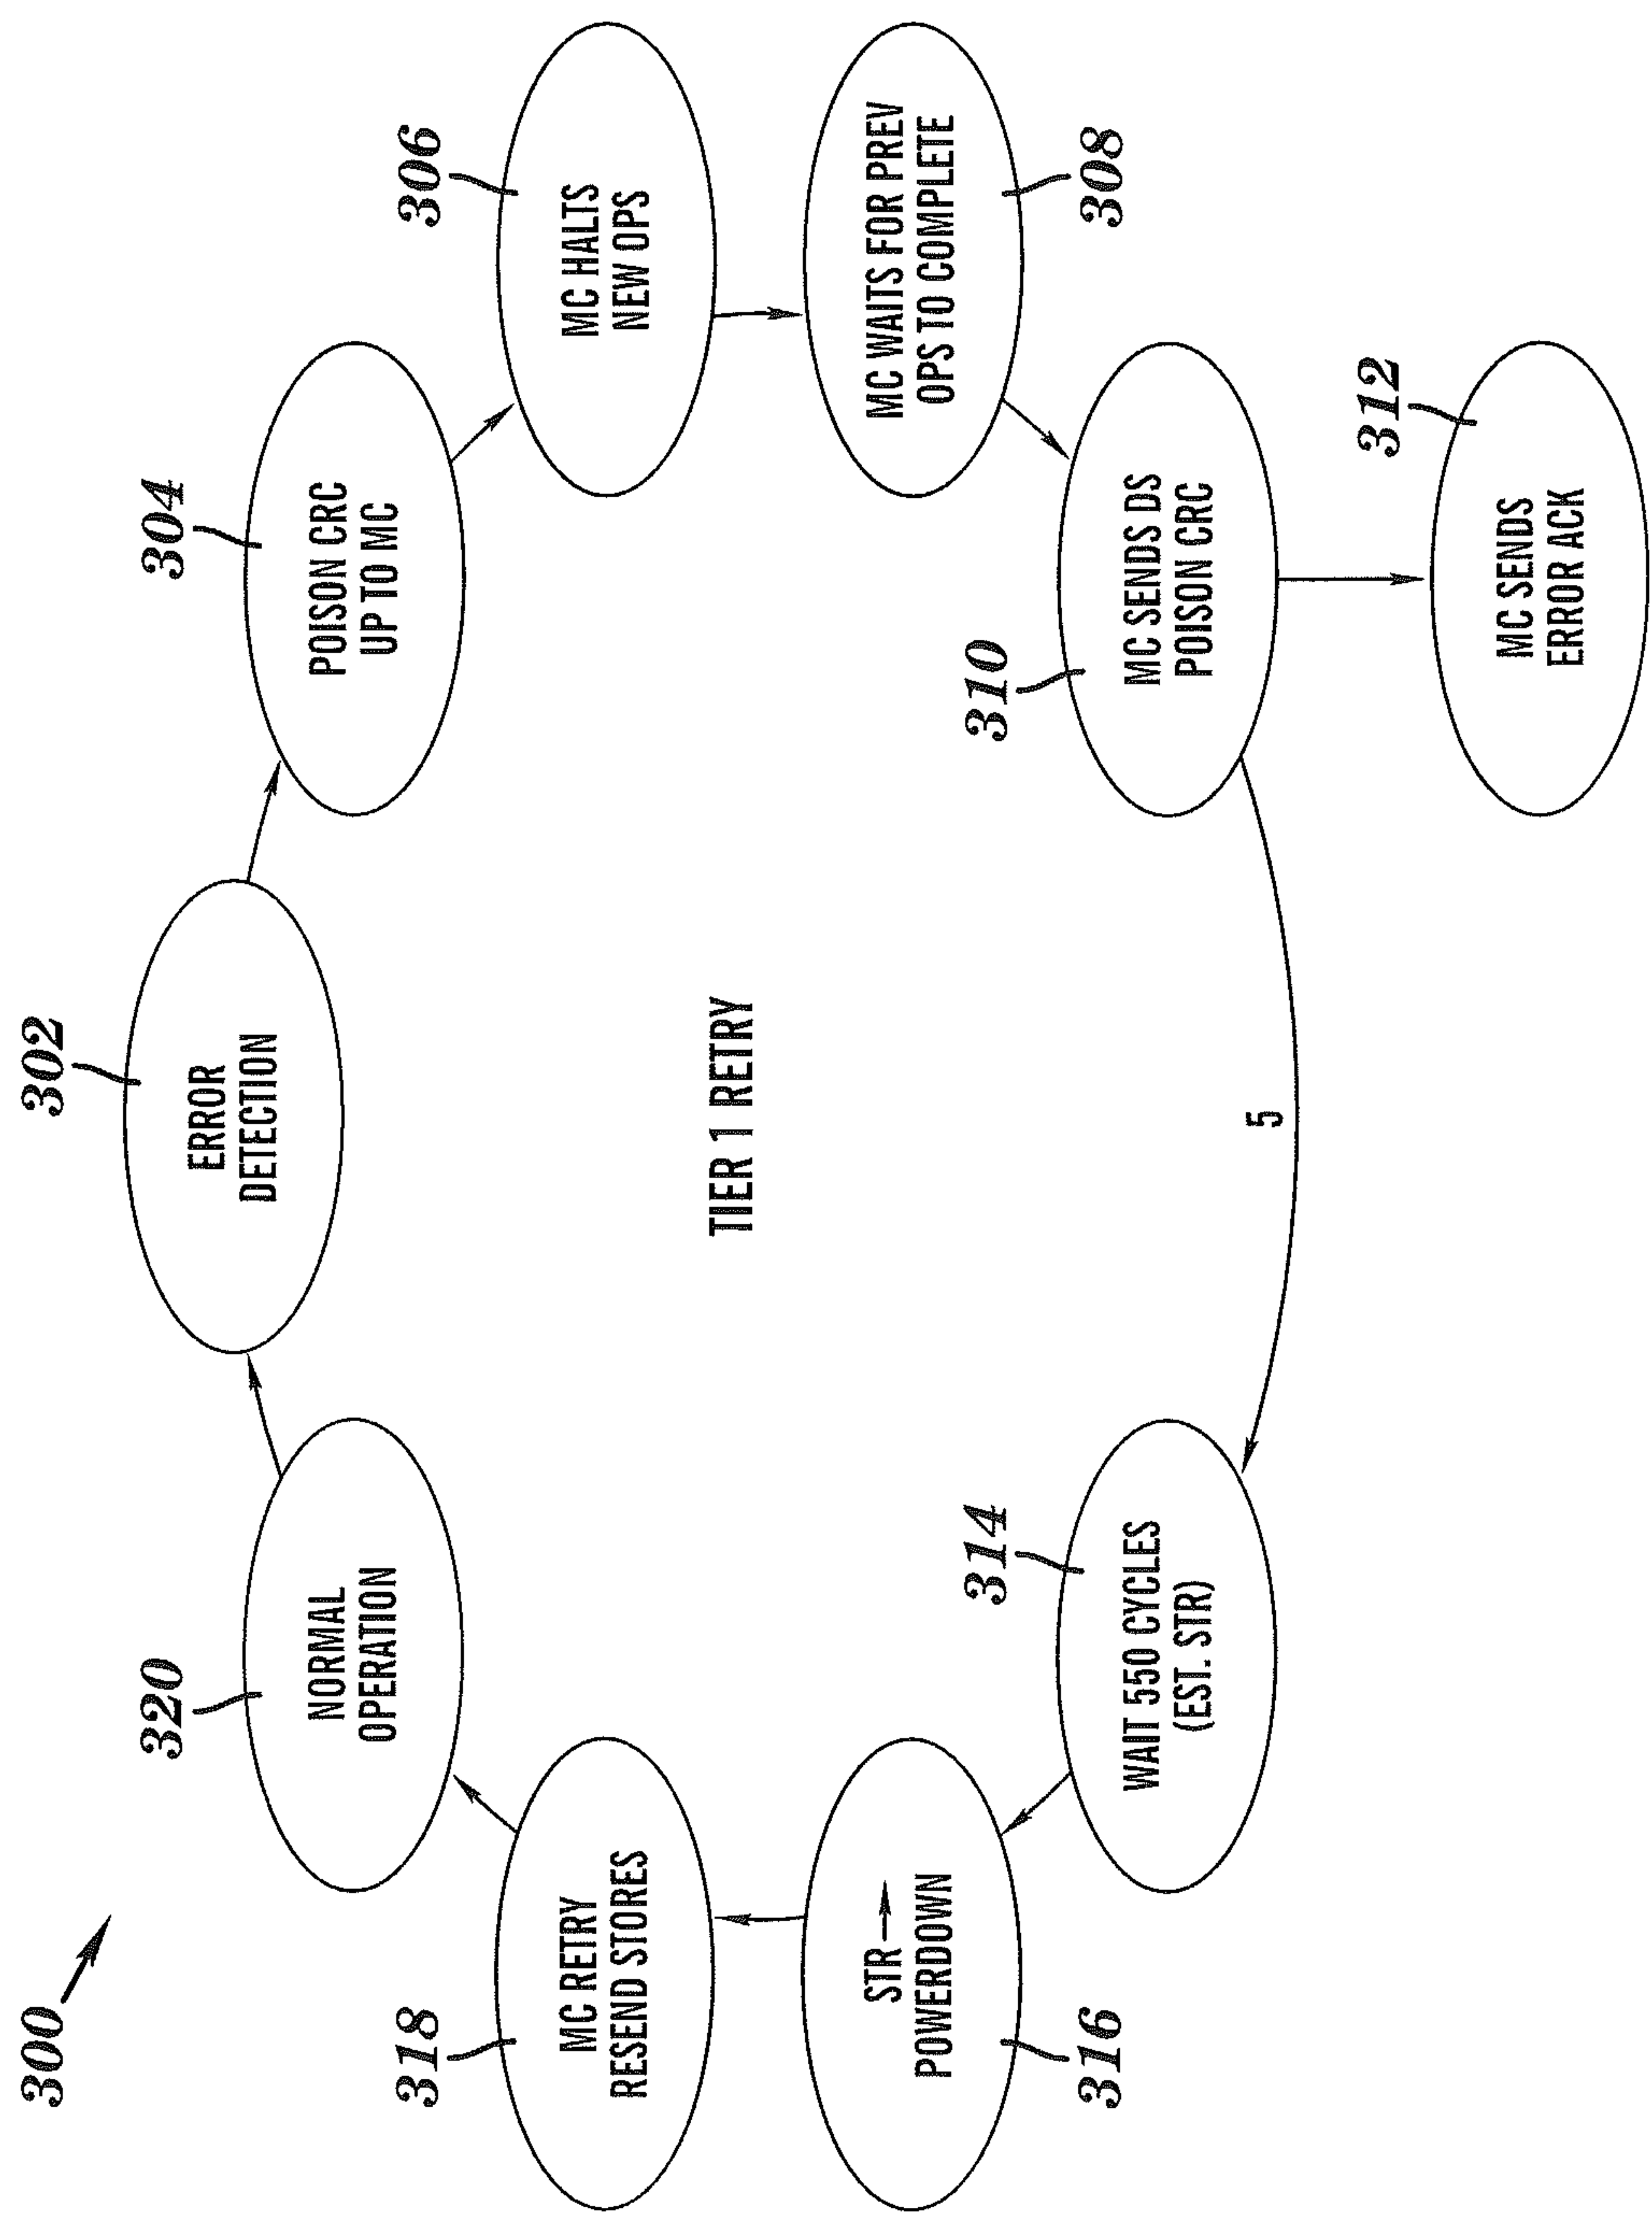 300
302
ERROR
DETECTION
304
POISON CRC
UP TO MC
306
MC HALTS
NEW OPS
308
MC WAITS FOR PREV
OPS TO COMPLETE
310
MC SENDS DS
POISON CRC
312
MC SENDS
ERROR ACK
5
314
WAIT 550 CYCLES
(EST. STR)
316
STR→
POWERDOWN
318
MC RETRY
RESEND STORES
320
NORMAL
OPERATION
TIER 1 RETRY